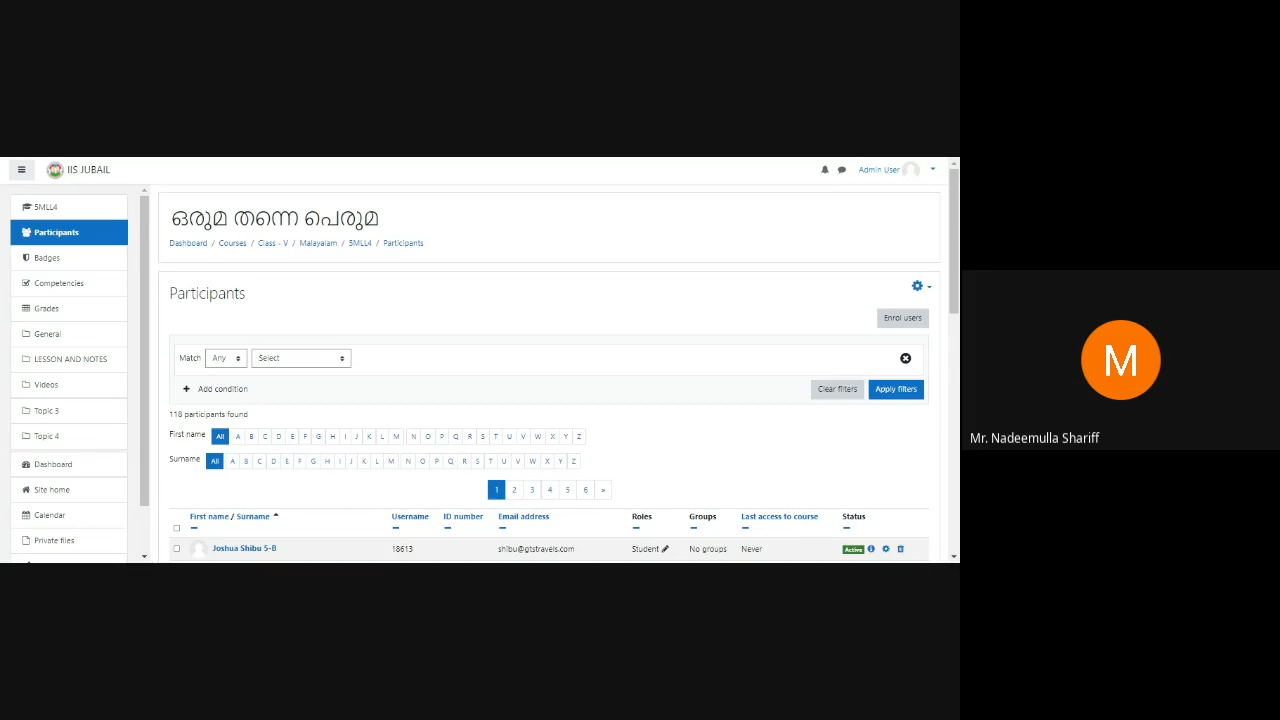 IIS JUBAIL
Admin User
5MLL4
Participants
Badges
Competencies
Grades
General
LESSON AND NOTES
Videos
Topic 3
Topic 4
Dashboard
Site home
Calendar
Private files
ഒരുമ തന്നെ പെരുമ
Dashboard / Courses / Class - V / Malayalam / 5MLL4 / Participants
Participants
Enrol users
Match Any Select
Add condition
Clear filters Apply filters
118 participants found
First name All A B C D E F G H I J K L M N O P Q R S T U V W X Y Z
Surname All A B C D E F G H I J K L M N O P Q R S T U V W X Y Z
1 2 3 4 5 6 »
First name / Surname Username ID number Email address Roles Groups Last access to course Status
Joshua Shibu 5-B 18613 shibu@gtstravels.com Student No groups Never Active
M
Mr. Nadeemulla Shariff